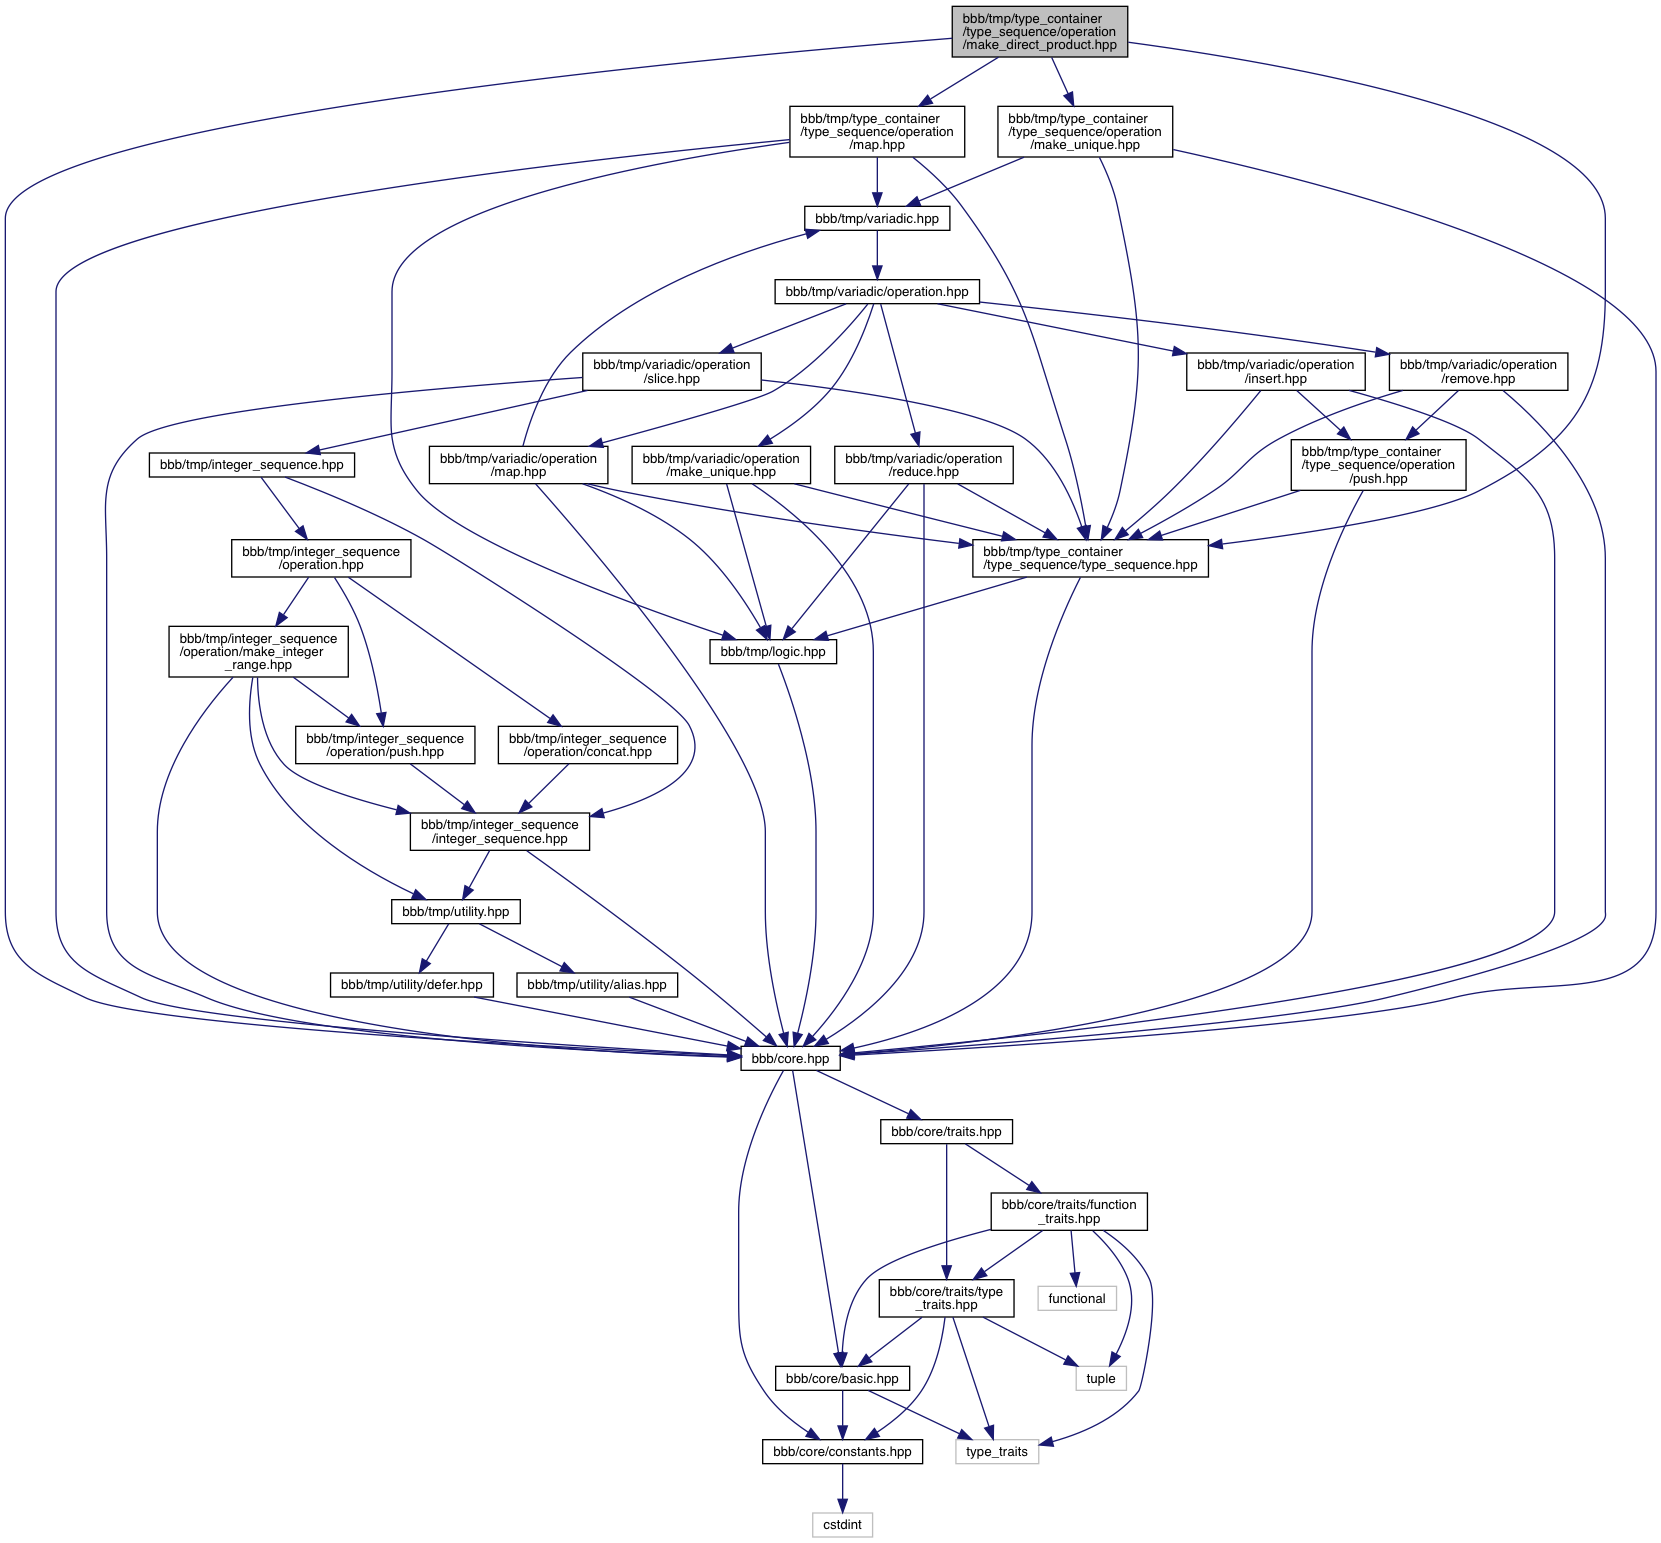 bbb/tmp/type_container
/type_sequence/operation
/make_direct_product.hpp
bbb/tmp/type_container
/type_sequence/operation
/map.hpp
bbb/tmp/type_container
/type_sequence/operation
/make_unique.hpp
bbb/tmp/variadic.hpp
bbb/tmp/variadic/operation.hpp
bbb/tmp/variadic/operation
/slice.hpp
bbb/tmp/variadic/operation
/insert.hpp
bbb/tmp/variadic/operation
/remove.hpp
bbb/tmp/integer_sequence.hpp
bbb/tmp/variadic/operation
/map.hpp
bbb/tmp/variadic/operation
/make_unique.hpp
bbb/tmp/variadic/operation
/reduce.hpp
bbb/tmp/type_container
/type_sequence/operation
/push.hpp
bbb/tmp/integer_sequence
/operation.hpp
bbb/tmp/type_container
/type_sequence/type_sequence.hpp
bbb/tmp/integer_sequence
/operation/make_integer
_range.hpp
bbb/tmp/logic.hpp
bbb/tmp/integer_sequence
/operation/push.hpp
bbb/tmp/integer_sequence
/operation/concat.hpp
bbb/tmp/integer_sequence
/integer_sequence.hpp
bbb/tmp/utility.hpp
bbb/tmp/utility/defer.hpp
bbb/tmp/utility/alias.hpp
bbb/core.hpp
bbb/core/traits.hpp
bbb/core/traits/function
_traits.hpp
bbb/core/traits/type
_traits.hpp
functional
bbb/core/basic.hpp
tuple
bbb/core/constants.hpp
type_traits
cstdint